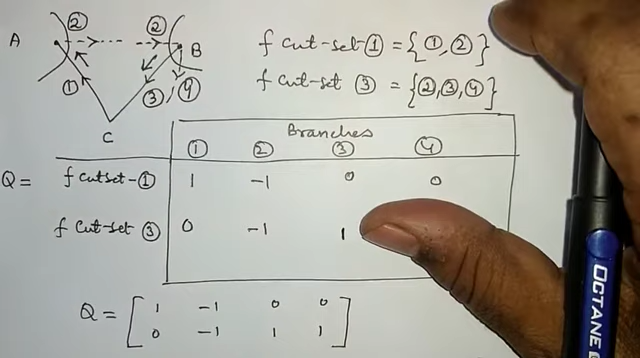 ② ②
A B f cut-set ① = {①, ②}
① ③, ④ f cut-set ③ = {②, ③, ④}
C
Branches
① ② ③ ④
Q = f cutset-① 1 -1 0 0
f cut-set ③ 0 -1 1
Q = [ 1 -1 0 0
0 -1 1 1 ]
OCTANE